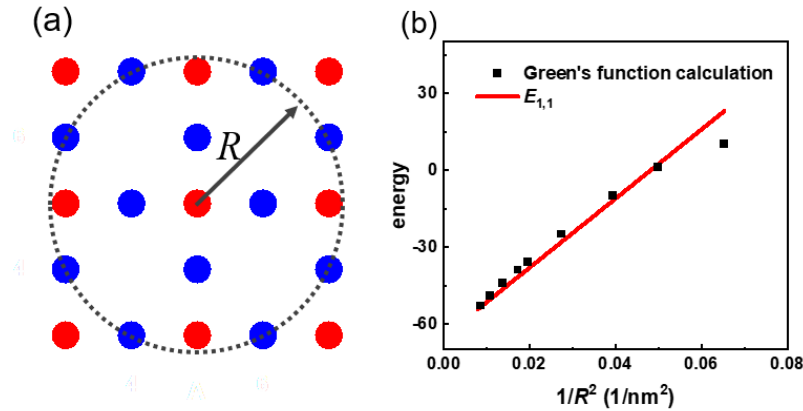 (a)
R
(b)
Green's function calculation
E1,1
energy
30
0
-30
-60
0.00
0.02
0.04
0.06
0.08
1/R² (1/nm²)